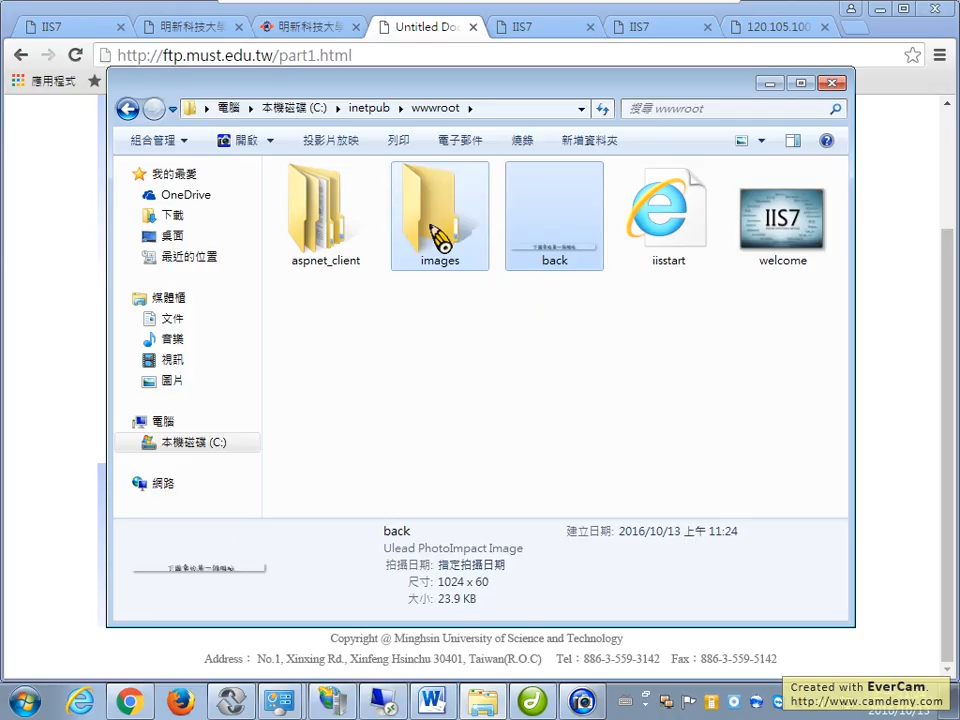 IIS7
明新科技大學
明新科技大學
Untitled Doc
IIS7
IIS7
120.105.100
http://ftp.must.edu.tw/part1.html
應用程式
電腦
本機磁碟 (C:)
inetpub
wwwroot
搜尋 wwwroot
組合管理
開啟
投影片放映
列印
電子郵件
燒錄
新增資料夾
我的最愛
OneDrive
下載
桌面
最近的位置
媒體櫃
文件
音樂
視訊
圖片
電腦
本機磁碟 (C:)
網路
aspnet_client
images
back
iisstart
IIS7
welcome
back
Ulead PhotoImpact Image
拍攝日期: 指定拍攝日期
尺寸: 1024 x 60
大小: 23.9 KB
建立日期: 2016/10/13 上午 11:24
Copyright @ Minghsin University of Science and Technology
Address： No.1, Xinxing Rd., Xinfeng Hsinchu 30401, Taiwan(R.O.C) Tel：886-3-559-3142 Fax：886-3-559-5142
Created with EverCam.
http://www.camdemy.com